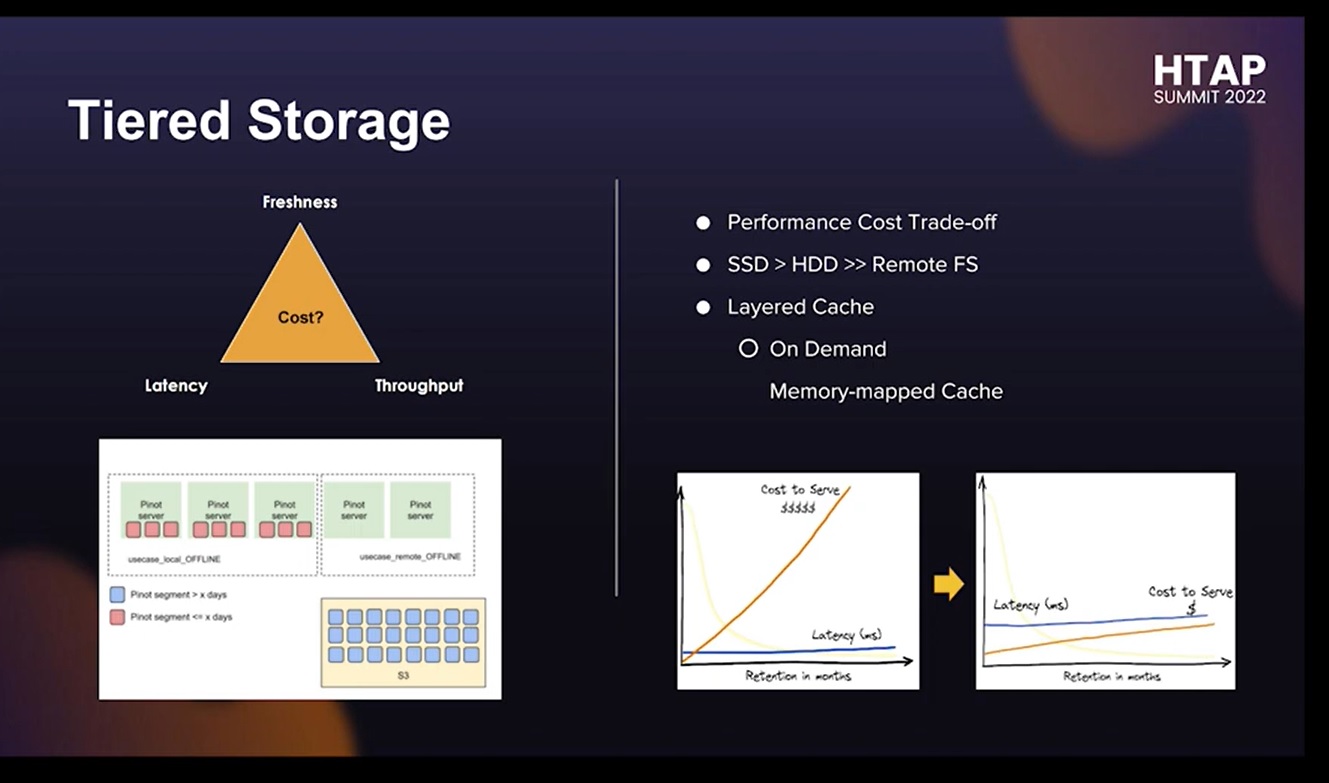 HTAP
SUMMIT 2022
Tiered Storage
Freshness
Cost?
Latency
Throughput
Performance Cost Trade-off
SSD > HDD >> Remote FS
Layered Cache
On Demand
Memory-mapped Cache
Pinot
server
Pinot
server
Pinot
server
Pinot
server
Pinot
server
usecase_local_OFFLINE
usecase_remote_OFFLINE
Pinot segment > x days
Pinot segment <= x days
S3
Cost to Serve
$$$$$
Latency (ms)
Retention in months
Latency (ms)
Cost to Serve
$
Retention in months